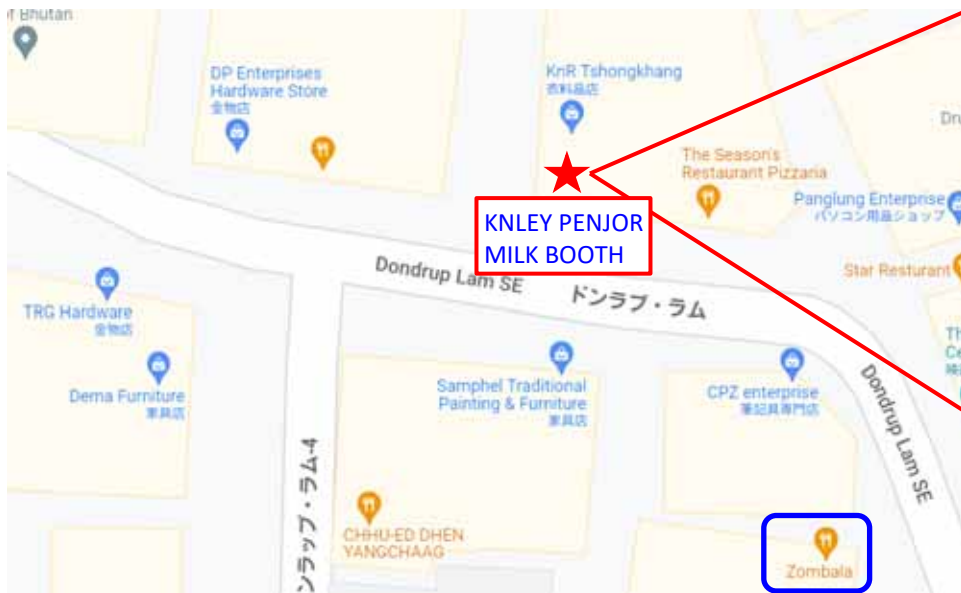 of Bhutan
DP Enterprises
Hardware Store
金物店
KnR Tshongkhang
衣料品店
The Season's
Restaurant Pizzaria
Panglung Enterprise
パソコン用品ショップ
Star Resturant
KNLEY PENJOR
MILK BOOTH
Dondrup Lam SE
ドンラブ・ラム
TRG Hardware
金物店
Dema Furniture
家具店
Samphel Traditional
Painting & Furniture
家具店
CPZ enterprise
筆記具専門店
Dondrup Lam SE
ンラップ・ラム-4
CHHU-ED DHEN
YANGCHAAG
Zombala